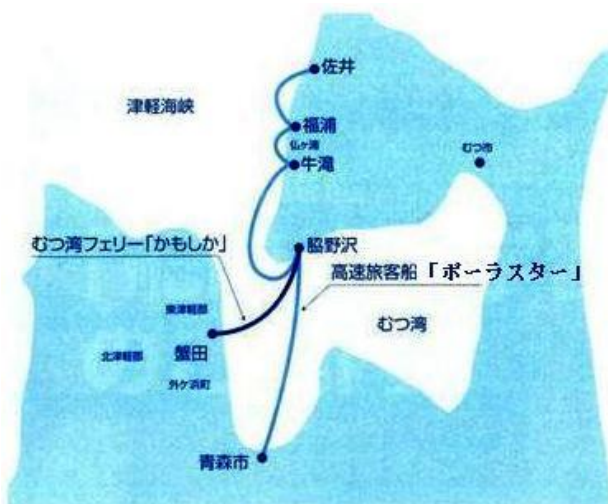 佐井
津軽海峡
福浦
仏ヶ浦
むつ市
牛滝
むつ湾フェリー「かもしか」
脇野沢
高速旅客船「ポーラスター」
東津軽郡
むつ湾
蟹田
北津軽郡
外ケ浜町
青森市